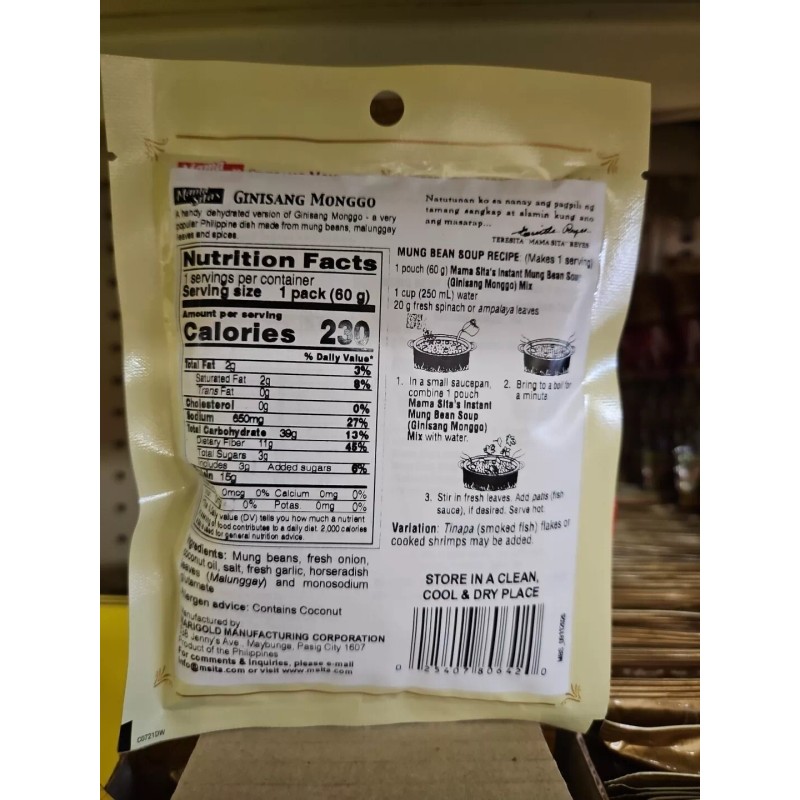 Mama Sita's GINISANG MONGGO
A handy dehydrated version of Ginisang Monggo - a very
popular Philippine dish made from mung beans, malunggay
leaves and spices.
Nutrition Facts
1 servings per container
Serving size 1 pack (60 g)
Amount per serving
Calories 230
% Daily Value*
Total Fat 2g 3%
Saturated Fat 2g 8%
Trans Fat 0g
Cholesterol 0g 0%
Sodium 650mg 27%
Total Carbohydrate 39g 13%
Dietary Fiber 11g 45%
Total Sugars 3g
Includes 3g Added sugars 6%
15g
0mcg 0% Calcium 0mg 0%
0% Potas. 0mg 0%
value (DV) tells you how much a nutrient
food contributes to a daily diet. 2,000 calories
used for general nutrition advice.
Ingredients: Mung beans, fresh onion,
coconut oil, salt, fresh garlic, horseradish
leaves (Malunggay) and monosodium
glutamate
Allergen advice: Contains Coconut
Manufactured by
MARIGOLD MANUFACTURING CORPORATION
Jenny's Ave., Maybunga, Pasig City 1607
Product of the Philippines
For comments & inquiries, please e-mail
info@msita.com or visit www.msita.com
C0721DW
Natutunan ko sa nanay ang pagpili ng
tamang sangkap at alamin kung ano
ang masarap...
TERESITA "MAMA SITA" REYES
MUNG BEAN SOUP RECIPE: (Makes 1 serving)
1 pouch (60 g) Mama Sita's Instant Mung Bean Soup
(Ginisang Monggo) Mix
1 cup (250 mL) water
20 g fresh spinach or ampalaya leaves
1. In a small saucepan,
combine 1 pouch
Mama Sita's Instant
Mung Bean Soup
(Ginisang Monggo)
Mix with water.
2. Bring to a boil for
a minute.
3. Stir in fresh leaves. Add patis (fish
sauce), if desired. Serve hot.
Variation: Tinapa (smoked fish) flakes or
cooked shrimps may be added.
STORE IN A CLEAN,
COOL & DRY PLACE
0 25407 80642 0